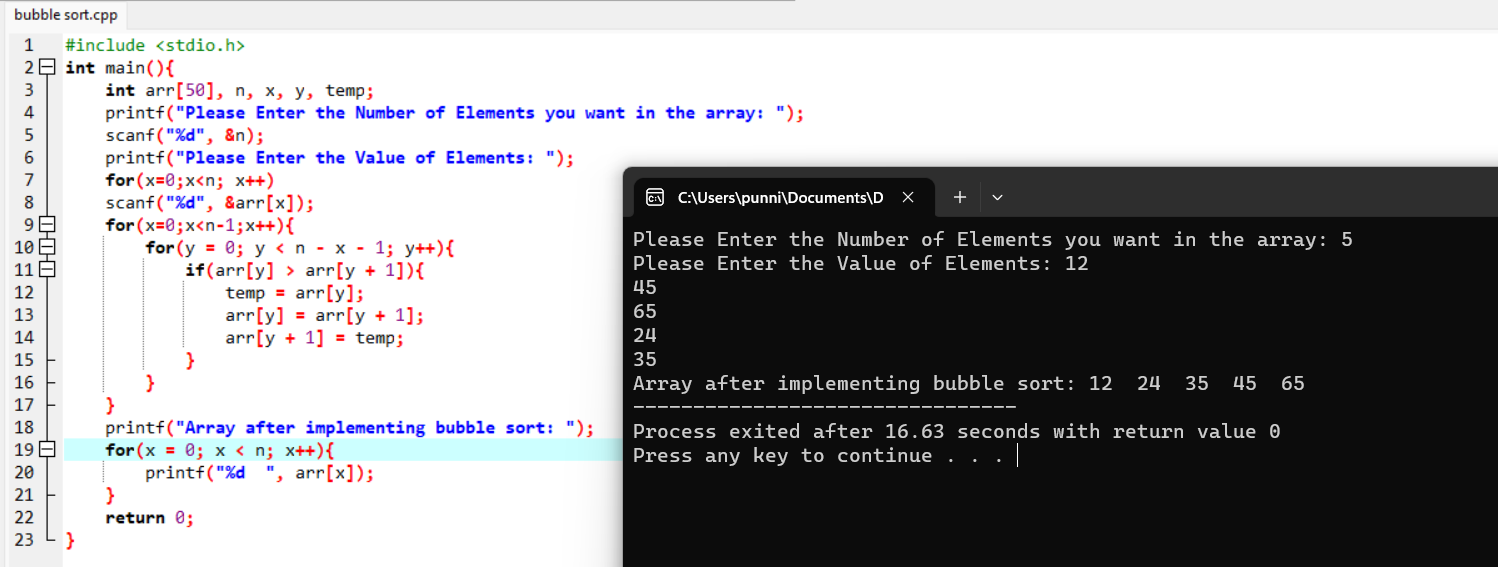 bubble sort.cpp
1 #include <stdio.h>
2 int main(){
3 int arr[50], n, x, y, temp;
4 printf("Please Enter the Number of Elements you want in the array: ");
5 scanf("%d", &n);
6 printf("Please Enter the Value of Elements: ");
7 for(x=0;x<n; x++)
8 scanf("%d", &arr[x]);
9 for(x=0;x<n-1;x++){
10 for(y = 0; y < n - x - 1; y++){
11 if(arr[y] > arr[y + 1]){
12 temp = arr[y];
13 arr[y] = arr[y + 1];
14 arr[y + 1] = temp;
15 }
16 }
17 }
18 printf("Array after implementing bubble sort: ");
19 for(x = 0; x < n; x++){
20 printf("%d  ", arr[x]);
21 }
22 return 0;
23 }
C:\Users\punni\Documents\D
Please Enter the Number of Elements you want in the array: 5
Please Enter the Value of Elements: 12
45
65
24
35
Array after implementing bubble sort: 12  24  35  45  65
--------------------------------
Process exited after 16.63 seconds with return value 0
Press any key to continue . . .